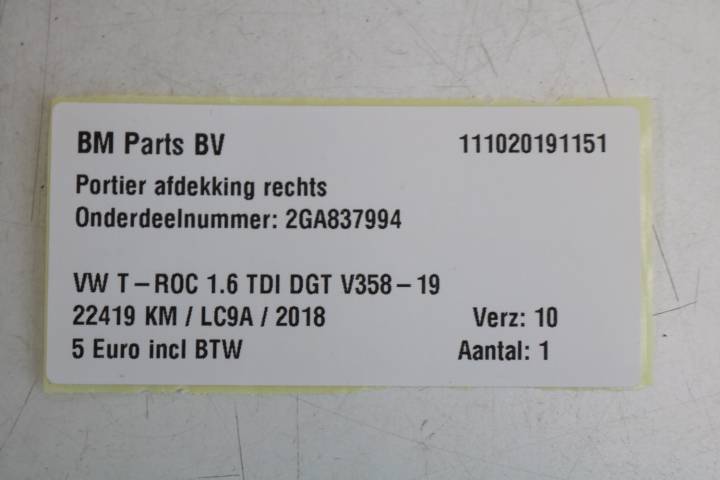 BM Parts BV 111020191151
Portier afdekking rechts
Onderdeelnummer: 2GA837994
VW T-ROC 1.6 TDI DGT V358-19
22419 KM / LC9A / 2018 Verz: 10
5 Euro incl BTW Aantal: 1